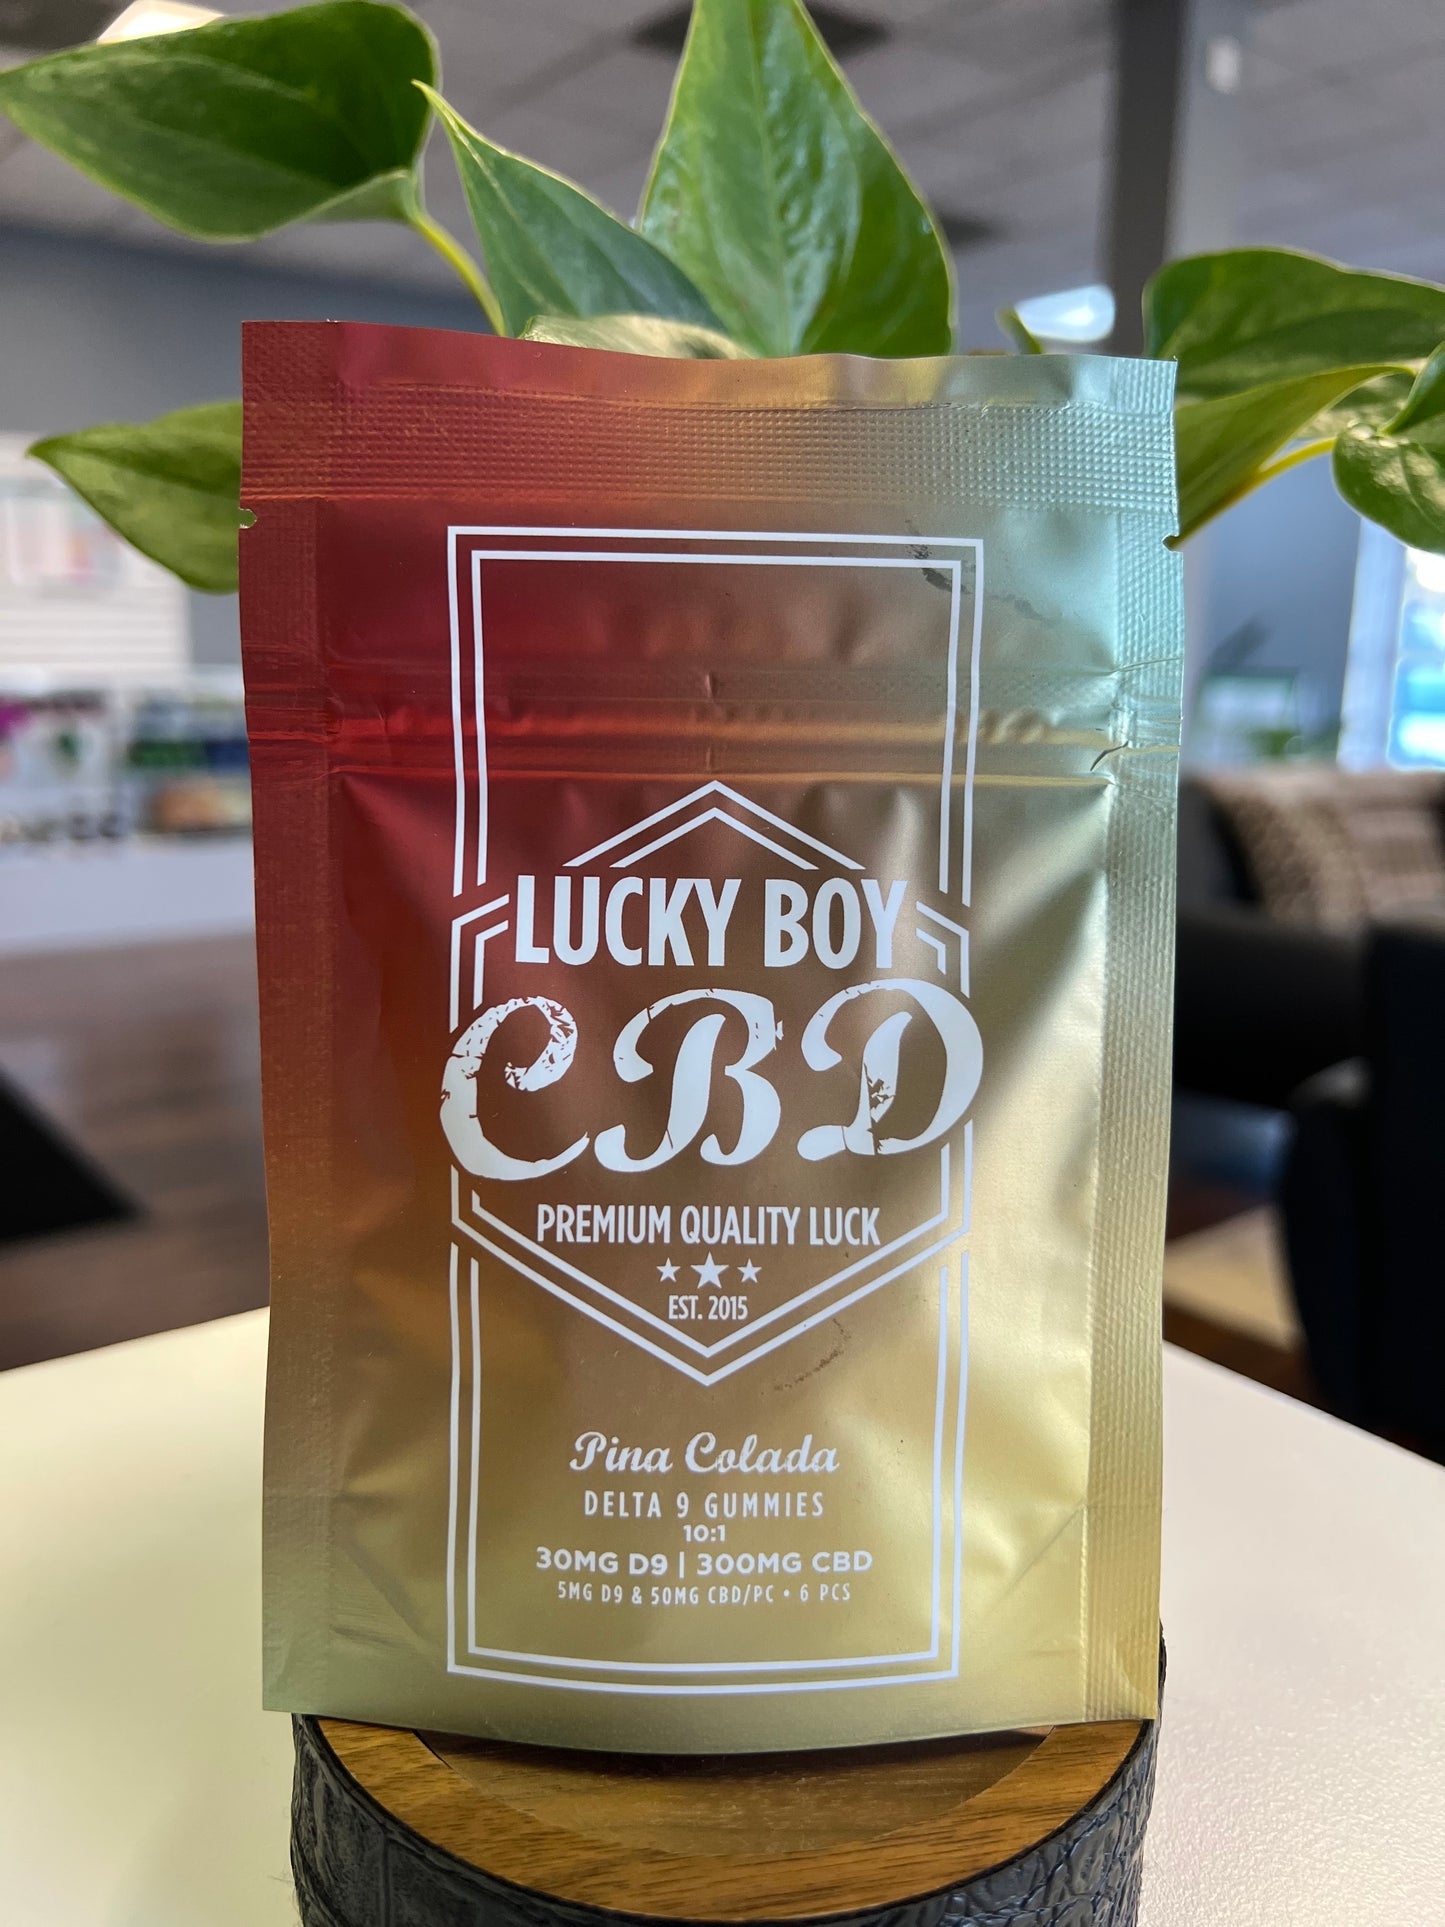 LUCKY BOY
CBD
PREMIUM QUALITY LUCK
EST. 2015
Pina Colada
DELTA 9 GUMMIES
10:1
30MG D9 | 300MG CBD
5MG D9 & 50MG CBD/PC • 6 PCS